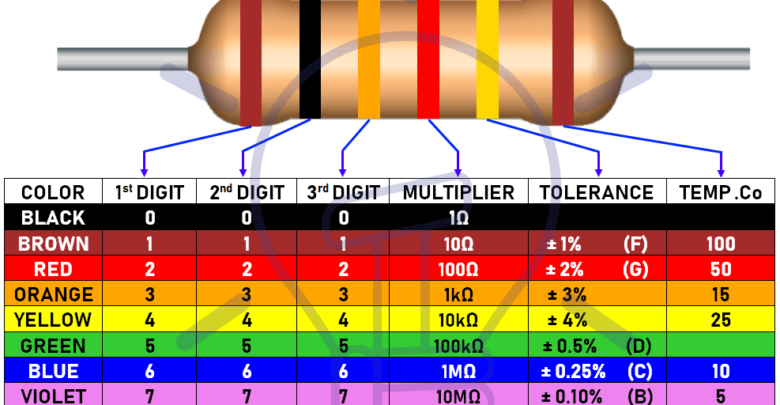 COLOR 1st DIGIT 2nd DIGIT 3rd DIGIT MULTIPLIER TOLERANCE TEMP.Co
BLACK 0 0 0 1Ω
BROWN 1 1 1 10Ω ± 1% (F) 100
RED 2 2 2 100Ω ± 2% (G) 50
ORANGE 3 3 3 1kΩ ± 3% 15
YELLOW 4 4 4 10kΩ ± 4% 25
GREEN 5 5 5 100kΩ ± 0.5% (D)
BLUE 6 6 6 1MΩ ± 0.25% (C) 10
VIOLET 7 7 7 10MΩ ± 0.10% (B) 5